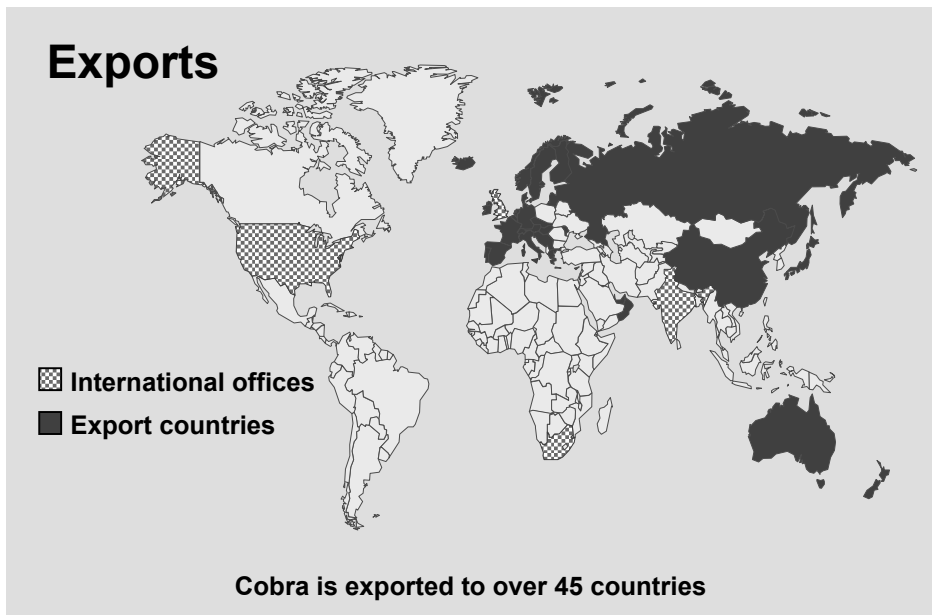 Exports
International offices
Export countries
Cobra is exported to over 45 countries